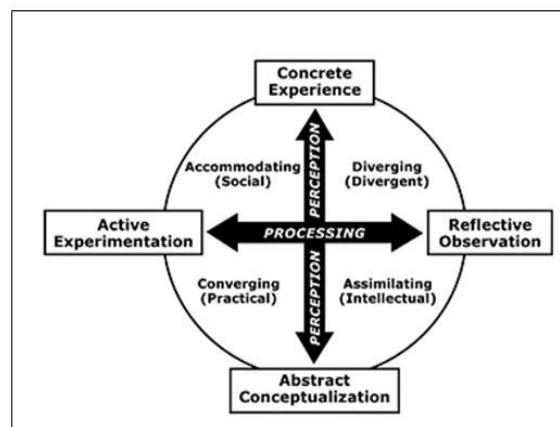 Concrete
Experience
Accommodating
(Social)
PERCEPTION
Diverging
(Divergent)
Active
Experimentation
PROCESSING
Reflective
Observation
Converging
(Practical)
PERCEPTION
Assimilating
(Intellectual)
Abstract
Conceptualization